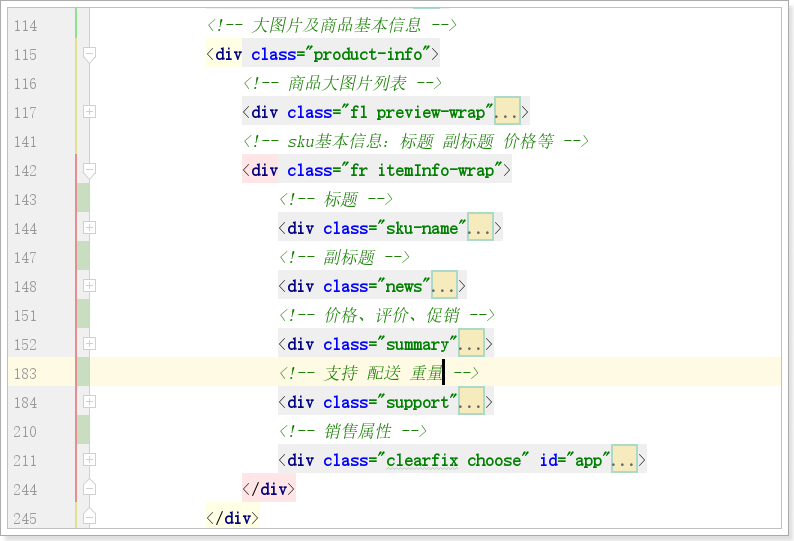 114 <!-- 大图片及商品基本信息 -->
115 <div class="product-info">
116 <!-- 商品大图片列表 -->
117 <div class="fl preview-wrap"...>
141 <!-- sku基本信息：标题 副标题 价格等 -->
142 <div class="fr itemInfo-wrap">
143 <!-- 标题 -->
144 <div class="sku-name"...>
147 <!-- 副标题 -->
148 <div class="news"...>
151 <!-- 价格、评价、促销 -->
152 <div class="summary"...>
183 <!-- 支持 配送 重量 -->
184 <div class="support"...>
210 <!-- 销售属性 -->
211 <div class="clearfix choose" id="app"...>
244 </div>
245 </div>